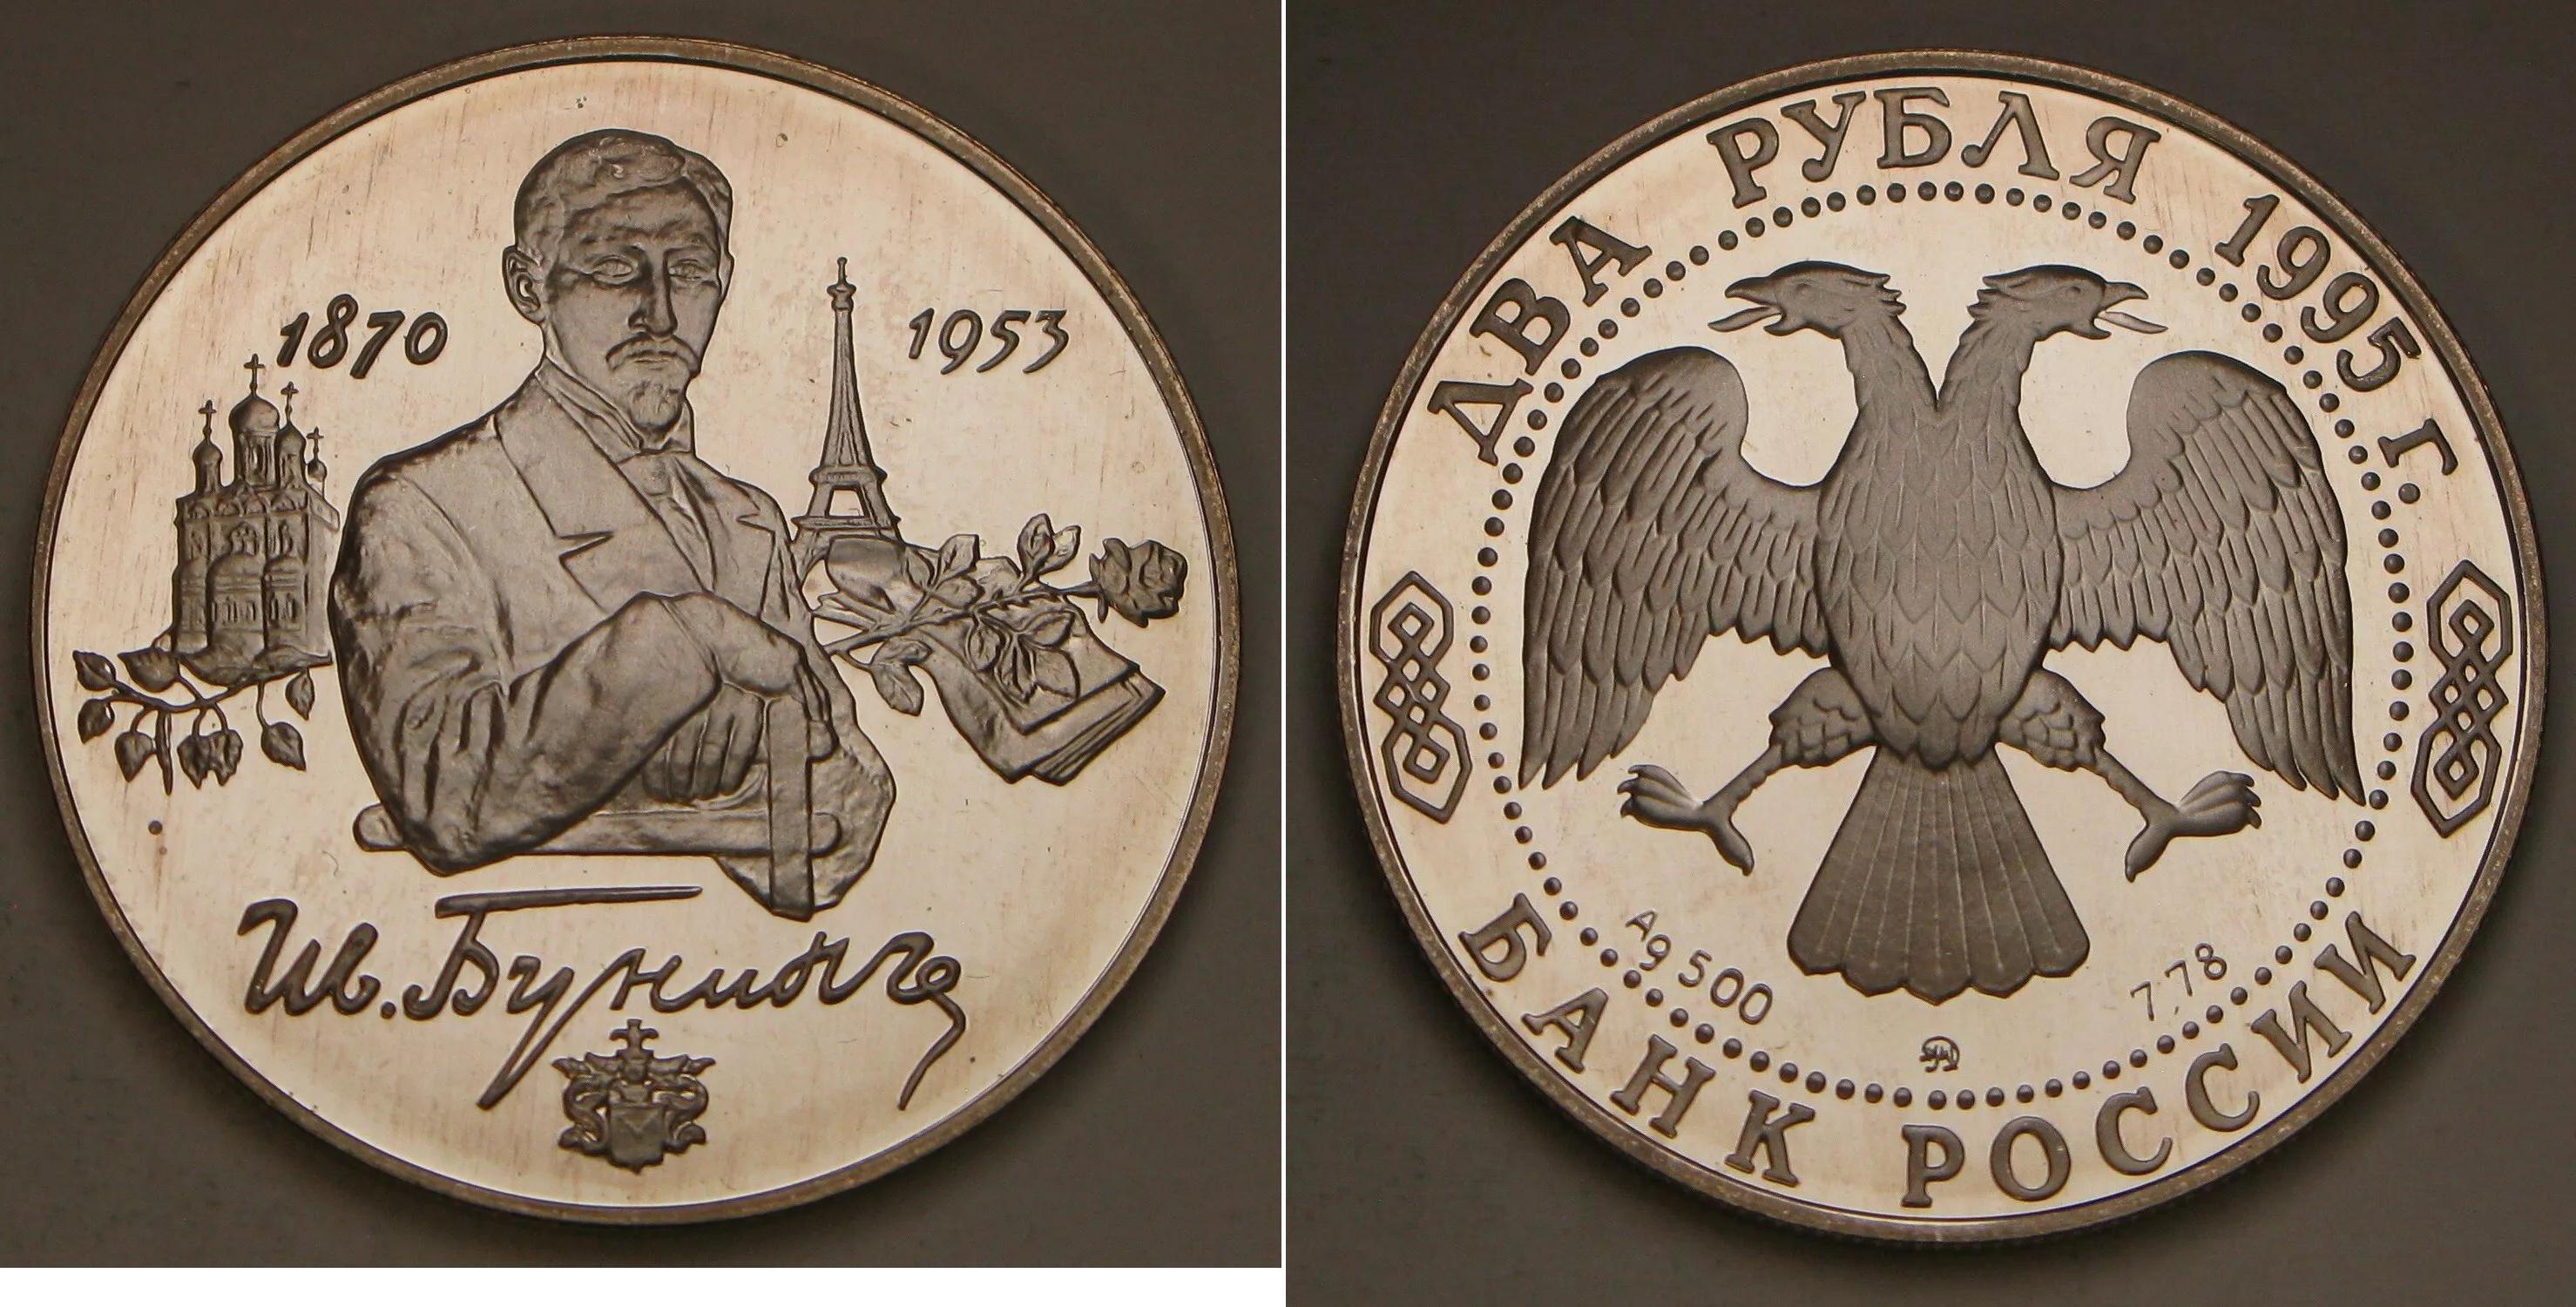 1870
1953
Ив. Бунинъ
ДВА РУБЛЯ 1995 г.
Ag 500
7,78
БАНК РОССИИ